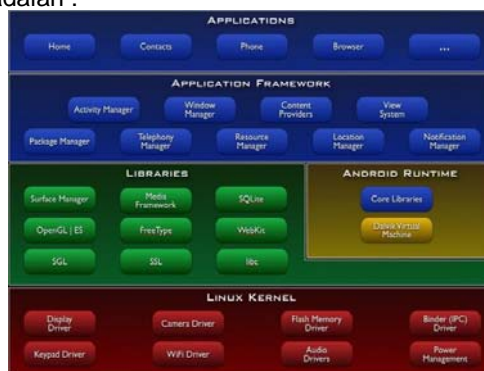 adalah :
APPLICATIONS
Home Contacts Phone Browser ...
APPLICATION FRAMEWORK
Activity Manager Window Manager Content Providers View System
Package Manager Telephony Manager Resource Manager Location Manager Notification Manager
LIBRARIES
Surface Manager Media Framework SQLite
OpenGL | ES FreeType WebKit
SGL SSL libc
ANDROID RUNTIME
Core Libraries
Dalvik Virtual Machine
LINUX KERNEL
Display Driver Camera Driver Flash Memory Driver Binder (IPC) Driver
Keypad Driver WiFi Driver Audio Drivers Power Management